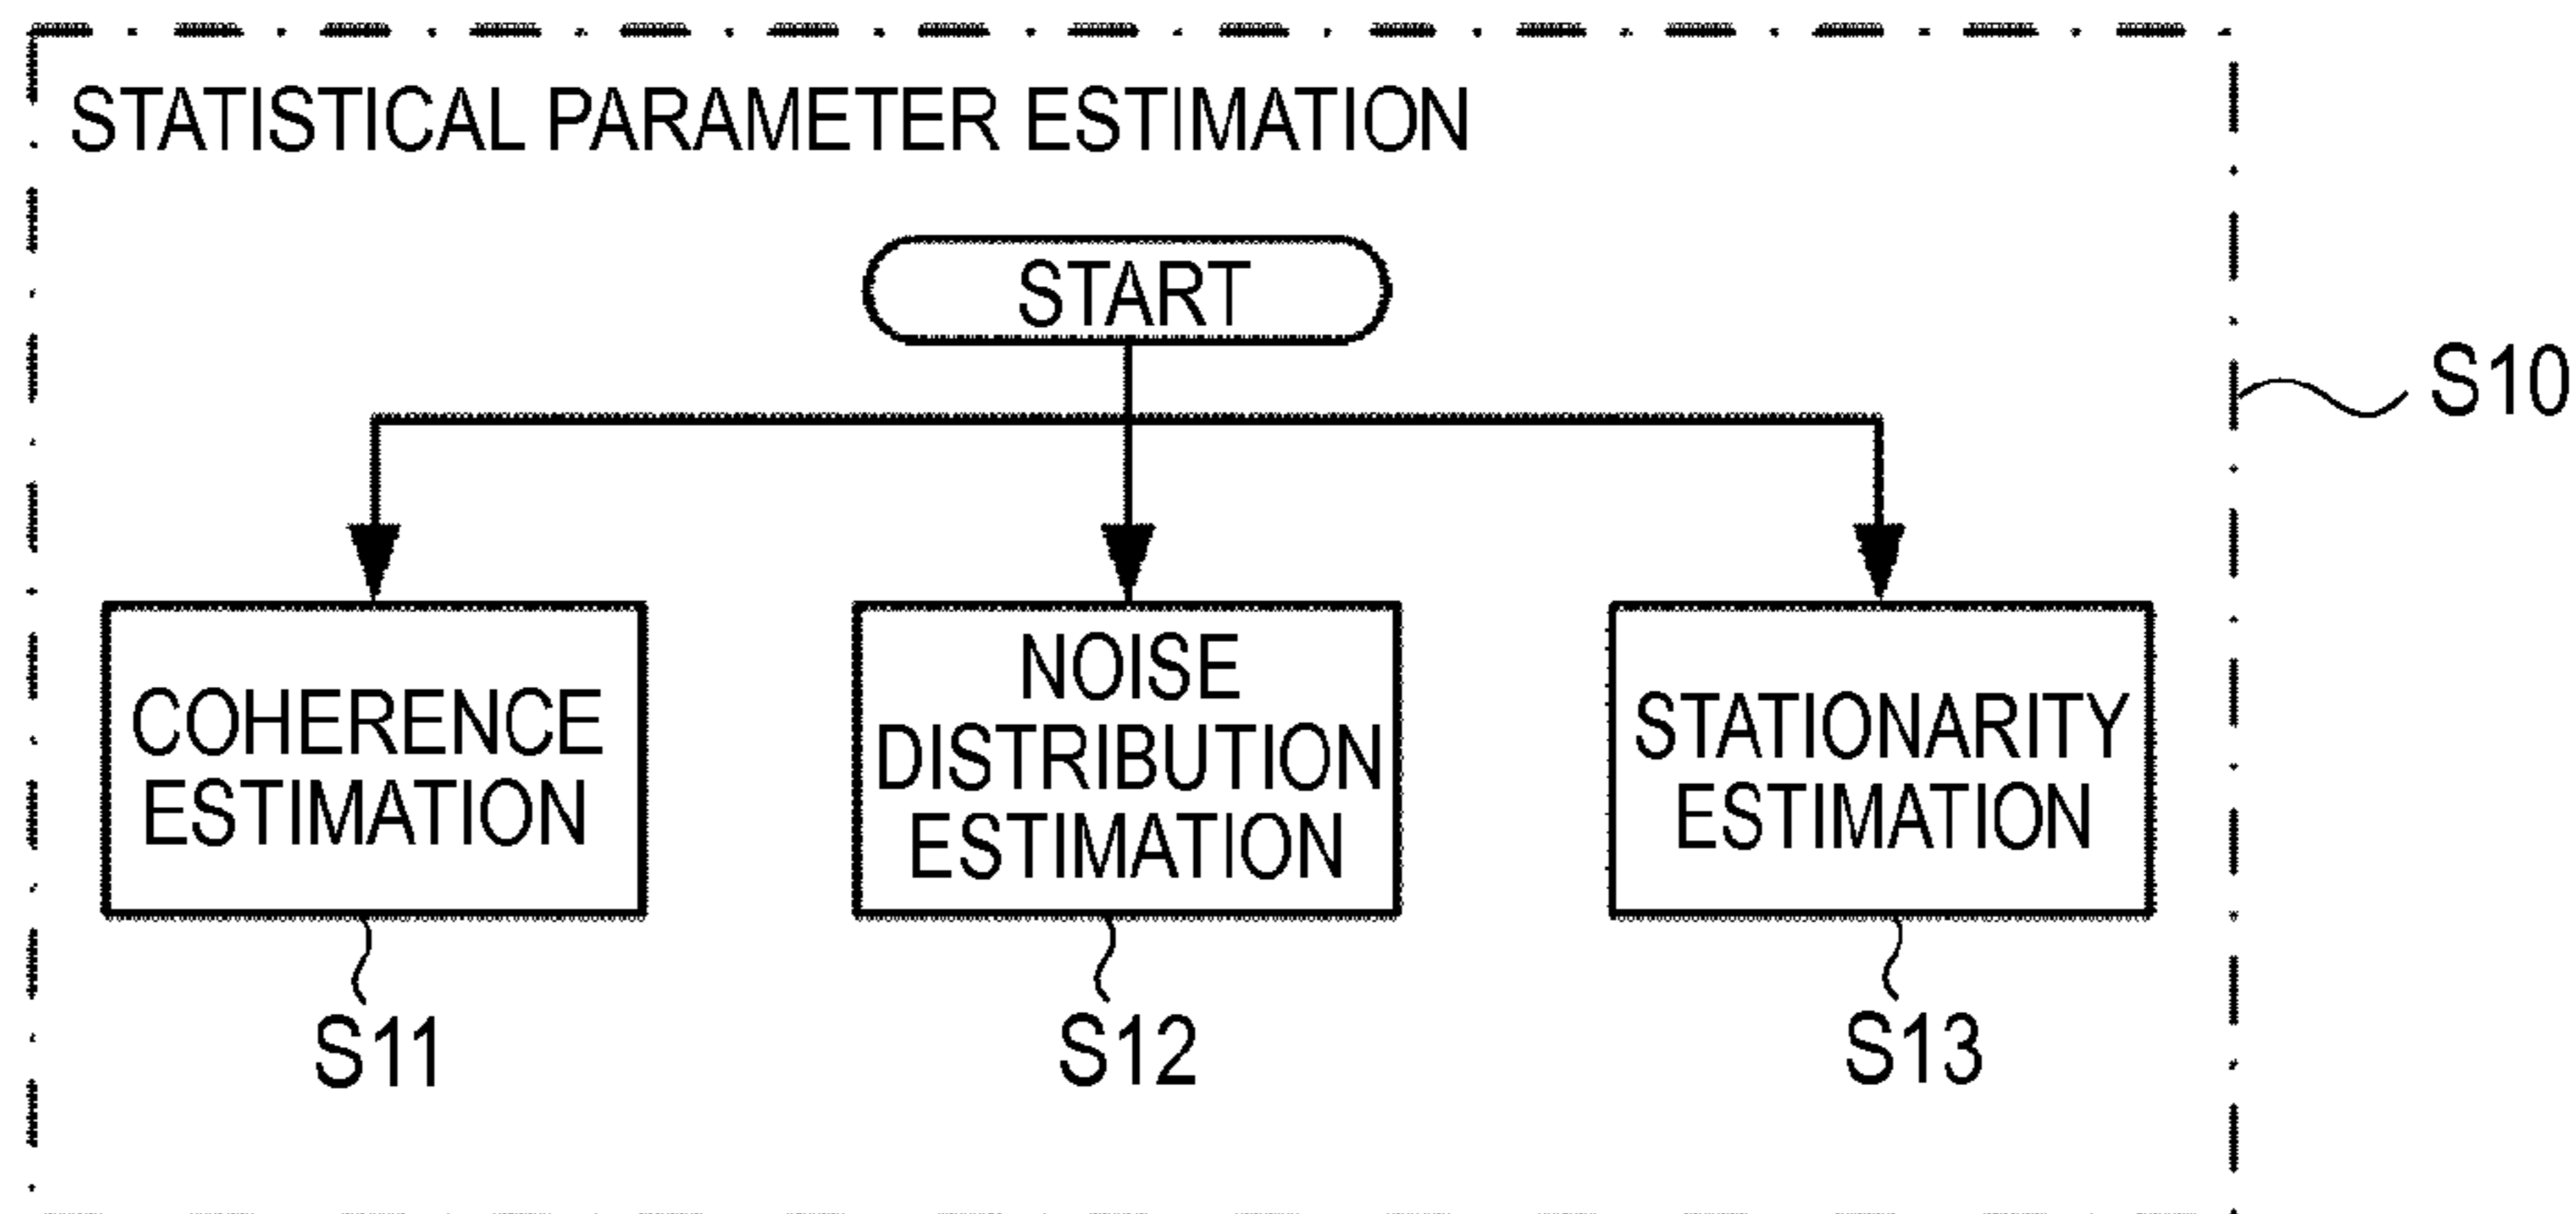 STATISTICAL PARAMETER ESTIMATION
START
S10
COHERENCE
ESTIMATION
NOISE
DISTRIBUTION
ESTIMATION
STATIONARITY
ESTIMATION
S11
S12
S13